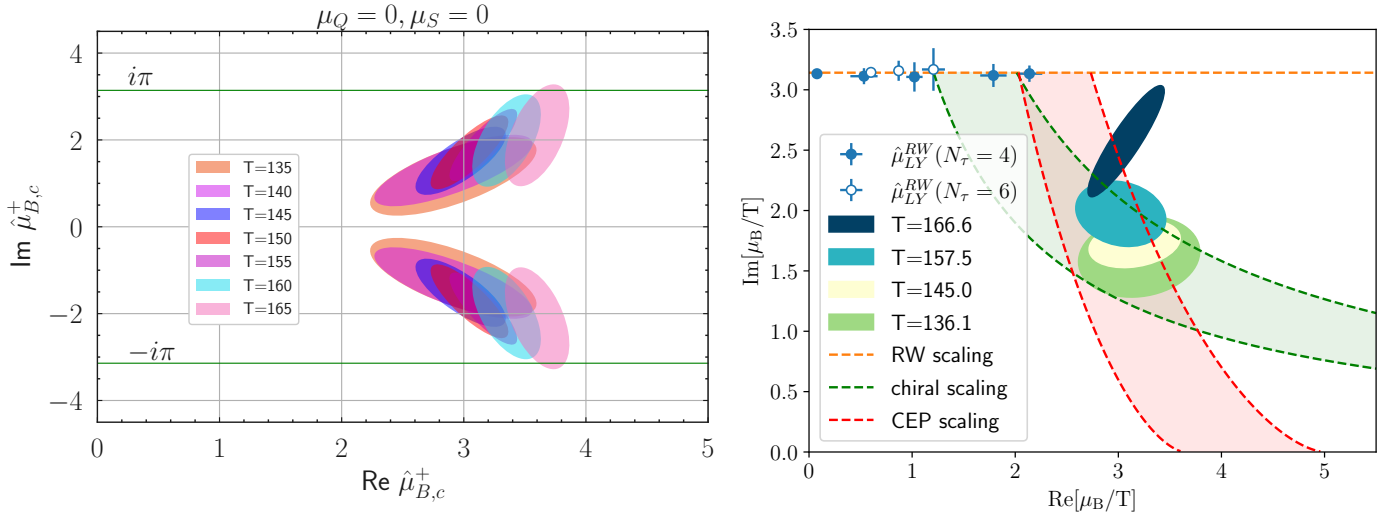 μ_Q = 0, μ_S = 0
4
2
0
−2
−4
iπ
−iπ
Im μ̂⁺_{B,c}
T=135
T=140
T=145
T=150
T=155
T=160
T=165
0
1
2
3
4
5
Re μ̂⁺_{B,c}
3.5
3.0
2.5
2.0
1.5
1.0
0.5
0.0
Im[μ_B/T]
μ̂^{RW}_{LY}(N_τ = 4)
μ̂^{RW}_{LY}(N_τ = 6)
T=166.6
T=157.5
T=145.0
T=136.1
RW scaling
chiral scaling
CEP scaling
0
1
2
3
4
5
Re[μ_B/T]